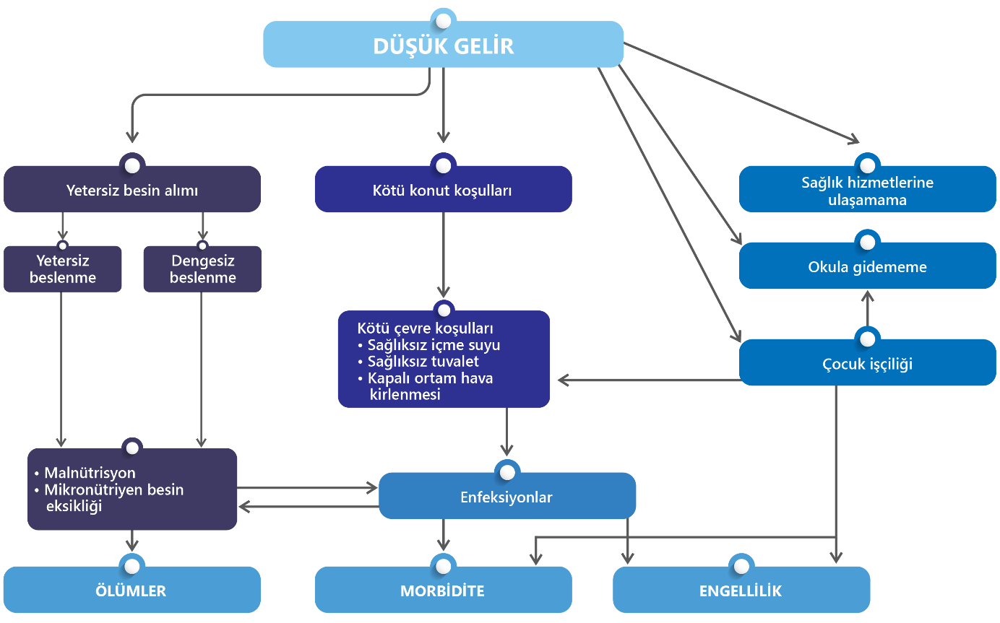 DÜŞÜK GELİR
Yetersiz besin alımı
Kötü konut koşulları
Sağlık hizmetlerine
ulaşamama
Yetersiz
beslenme
Dengesiz
beslenme
Okula gidememe
Kötü çevre koşulları
• Sağlıksız içme suyu
• Sağlıksız tuvalet
• Kapalı ortam hava
kirlenmesi
Çocuk işçiliği
• Malnütrisyon
• Mikronütriyen besin
eksikliği
Enfeksiyonlar
ÖLÜMLER
MORBİDİTE
ENGELLİLİK